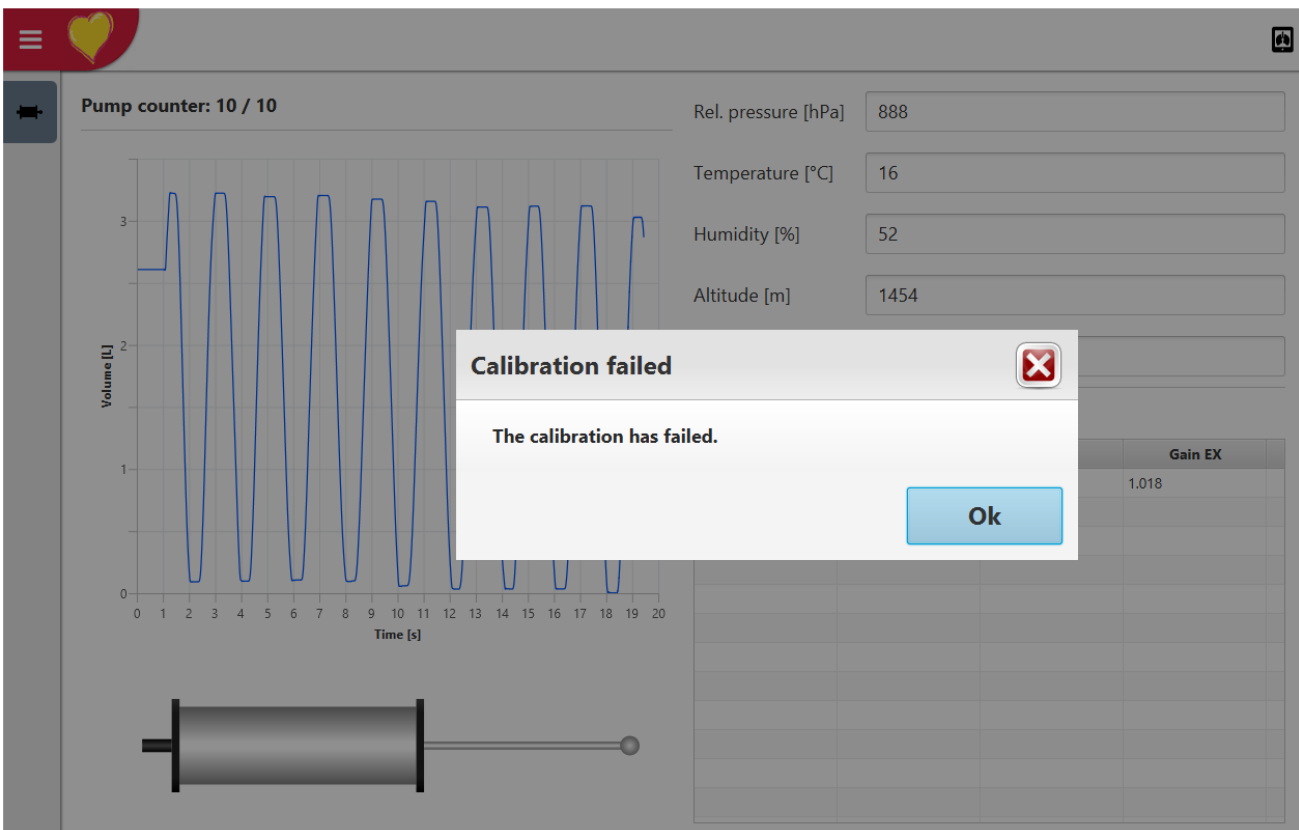 Pump counter: 10 / 10
Rel. pressure [hPa] 888
Temperature [°C] 16
Humidity [%] 52
Altitude [m] 1454
3
2
1
0
Volume [L]
0 1 2 3 4 5 6 7 8 9 10 11 12 13 14 15 16 17 18 19 20
Time [s]
Calibration failed
The calibration has failed.
Ok
Gain EX
1.018